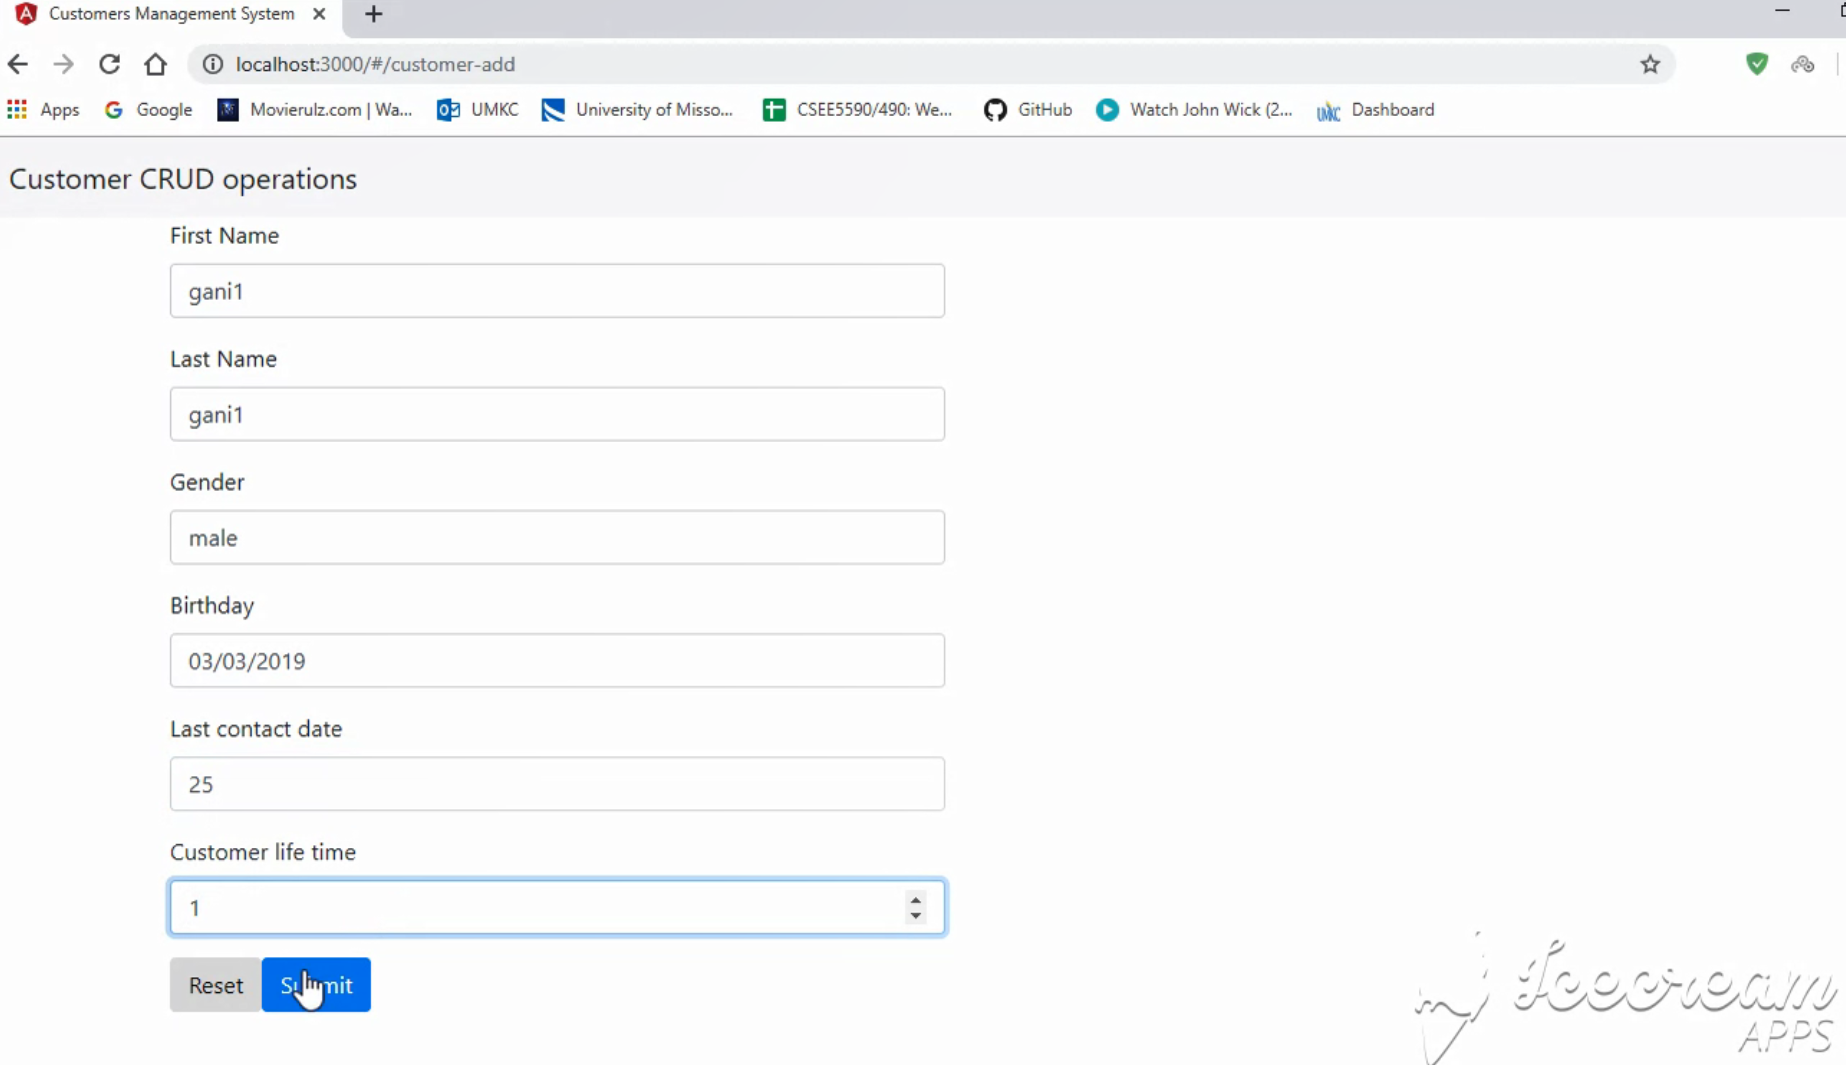 Customers Management System
localhost:3000/#/customer-add
Apps Google Movierulz.com | Wa... UMKC University of Misso... CSEE5590/490: We... GitHub Watch John Wick (2... UMKC Dashboard
Customer CRUD operations
First Name
gani1
Last Name
gani1
Gender
male
Birthday
03/03/2019
Last contact date
25
Customer life time
1
Reset Submit
Icecream
APPS